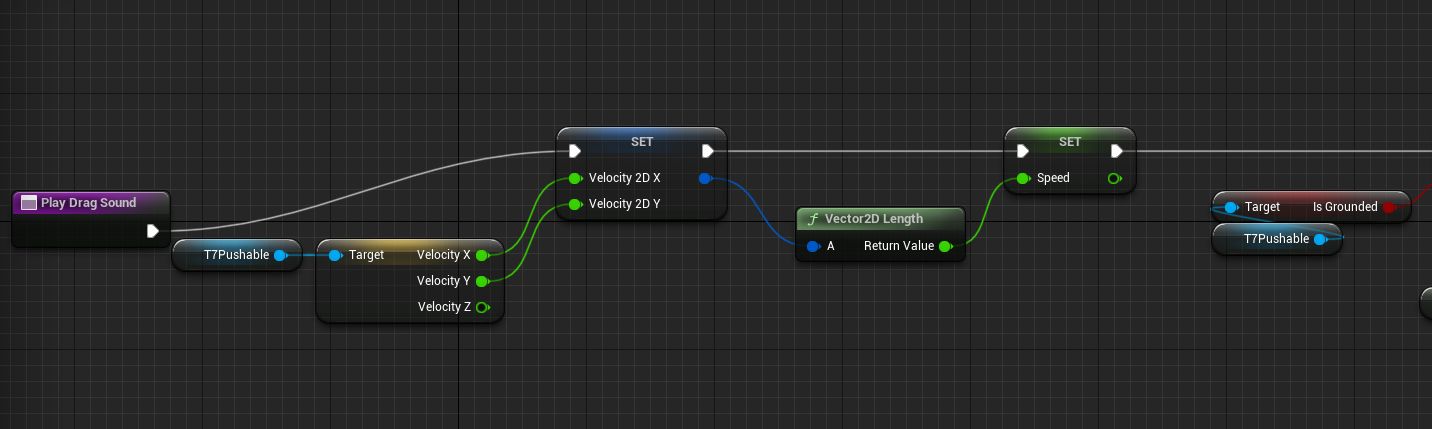 Play Drag Sound
T7Pushable
Target
Velocity X
Velocity Y
Velocity Z
SET
Velocity 2D X
Velocity 2D Y
f Vector2D Length
A
Return Value
SET
Speed
Target
Is Grounded
T7Pushable